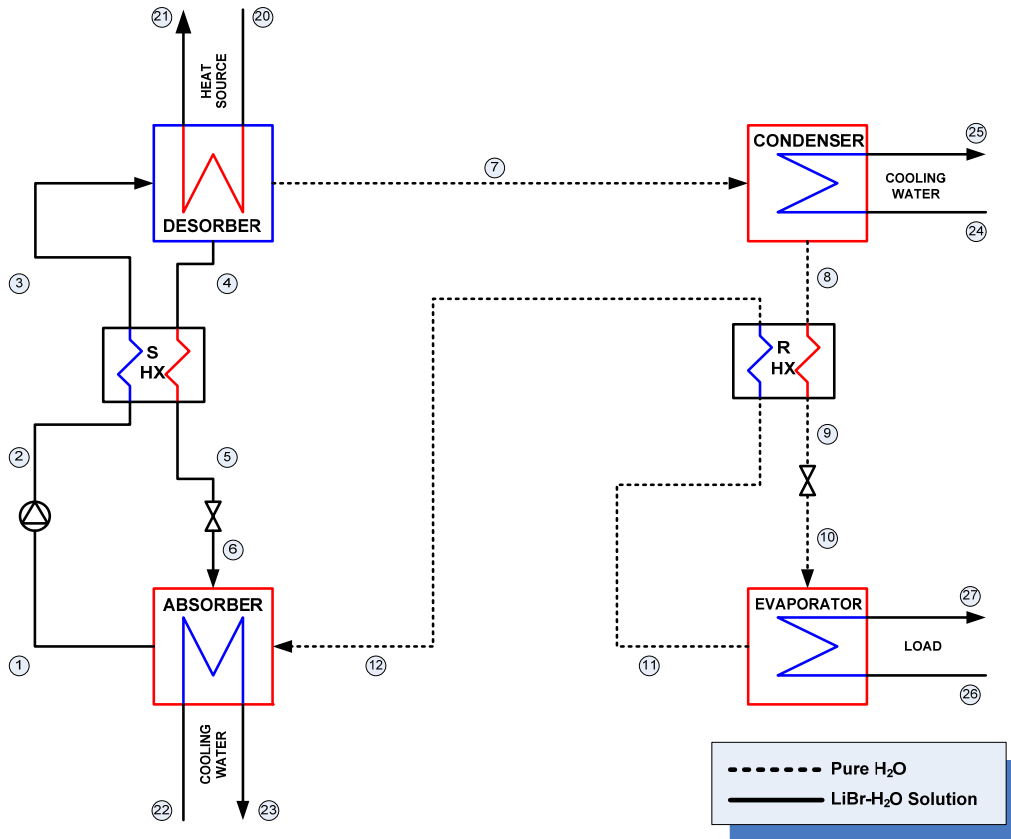 21
20
HEAT
SOURCE
DESORBER
7
CONDENSER
25
COOLING
WATER
24
3
4
8
S
HX
R
HX
2
5
9
6
10
ABSORBER
EVAPORATOR
27
LOAD
1
12
11
26
COOLING
WATER
22
23
Pure H₂O
LiBr-H₂O Solution